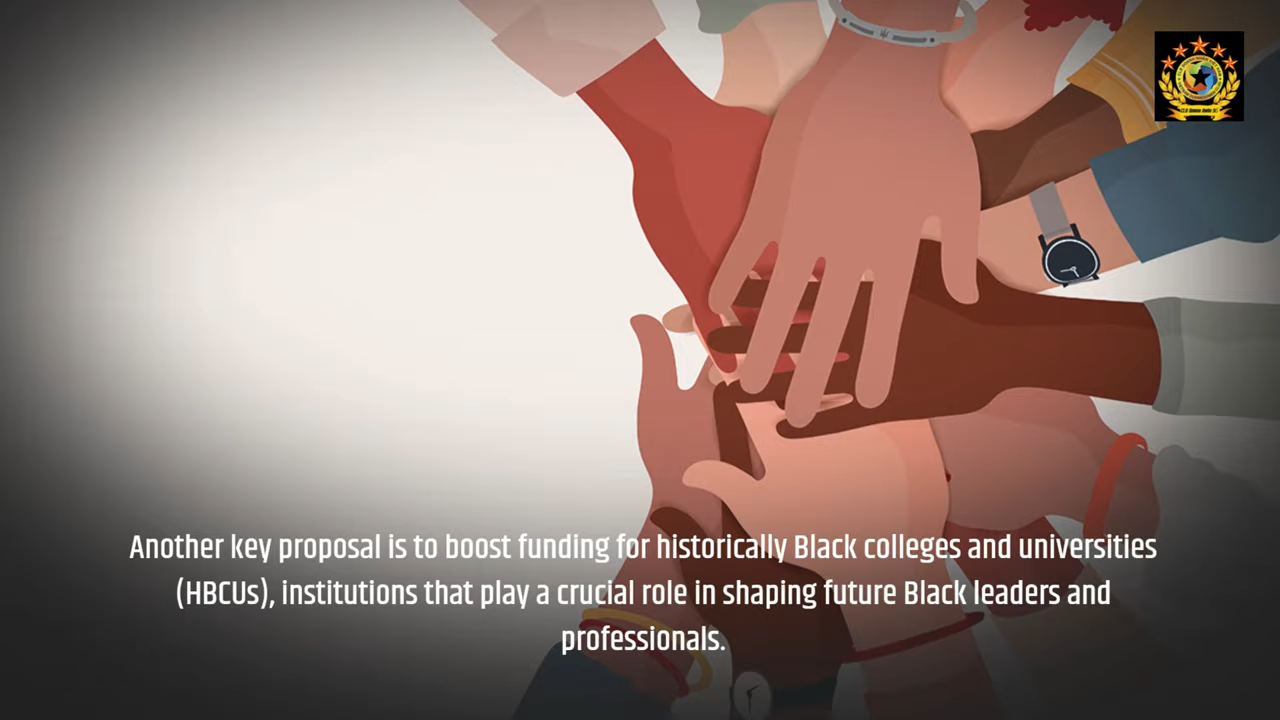 Another key proposal is to boost funding for historically Black colleges and universities
(HBCUs), institutions that play a crucial role in shaping future Black leaders and
professionals.